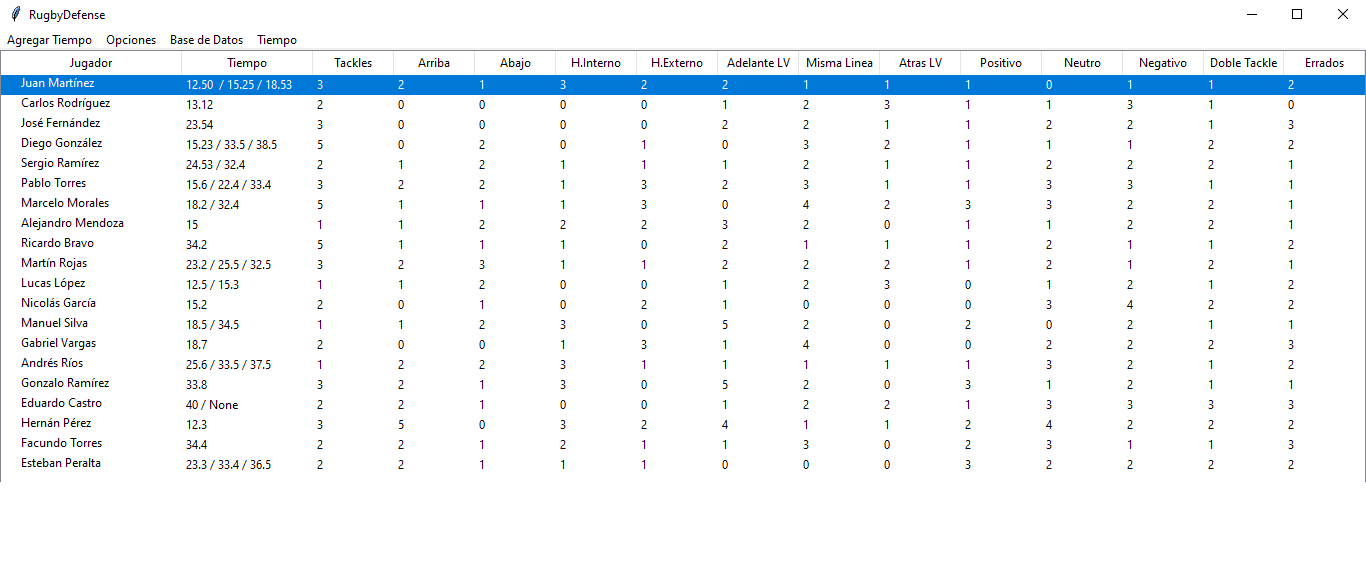 RugbyDefense
Agregar Tiempo Opciones Base de Datos Tiempo
Jugador Tiempo Tackles Arriba Abajo H.Interno H.Externo Adelante LV Misma Linea Atras LV Positivo Neutro Negativo Doble Tackle Errados
Juan Martínez 12.50 / 15.25 / 18.53 3 2 1 3 2 2 1 1 1 0 1 1 2
Carlos Rodríguez 13.12 2 0 0 0 0 1 2 3 1 1 3 1 0
José Fernández 23.54 3 0 0 0 0 2 2 1 1 2 2 1 3
Diego González 15.23 / 33.5 / 38.5 5 0 2 0 1 0 3 2 1 1 1 2 2
Sergio Ramírez 24.53 / 32.4 2 1 2 1 1 1 2 1 1 2 2 2 1
Pablo Torres 15.6 / 22.4 / 33.4 3 2 2 1 3 2 3 1 1 3 3 1 1
Marcelo Morales 18.2 / 32.4 5 1 1 1 3 0 4 2 3 3 2 2 1
Alejandro Mendoza 15 1 1 2 2 2 3 2 0 1 1 2 2 1
Ricardo Bravo 34.2 5 1 1 1 0 2 1 1 1 2 1 1 2
Martín Rojas 23.2 / 25.5 / 32.5 3 2 3 1 1 2 2 2 1 2 1 2 1
Lucas López 12.5 / 15.3 1 1 2 0 0 1 2 3 0 1 2 1 2
Nicolás García 15.2 2 0 1 0 2 1 0 0 0 3 4 2 2
Manuel Silva 18.5 / 34.5 1 1 2 3 0 5 2 0 2 0 2 1 1
Gabriel Vargas 18.7 2 0 0 1 3 1 4 0 0 2 2 2 3
Andrés Ríos 25.6 / 33.5 / 37.5 1 2 2 3 1 1 1 1 1 3 2 1 2
Gonzalo Ramírez 33.8 3 2 1 3 0 5 2 0 3 1 2 1 1
Eduardo Castro 40 / None 2 2 1 0 0 1 2 2 1 3 3 3 3
Hernán Pérez 12.3 3 5 0 3 2 4 1 1 2 4 2 2 2
Facundo Torres 34.4 2 2 1 2 1 1 3 0 2 3 1 1 3
Esteban Peralta 23.3 / 33.4 / 36.5 2 2 1 1 1 0 0 0 3 2 2 2 2